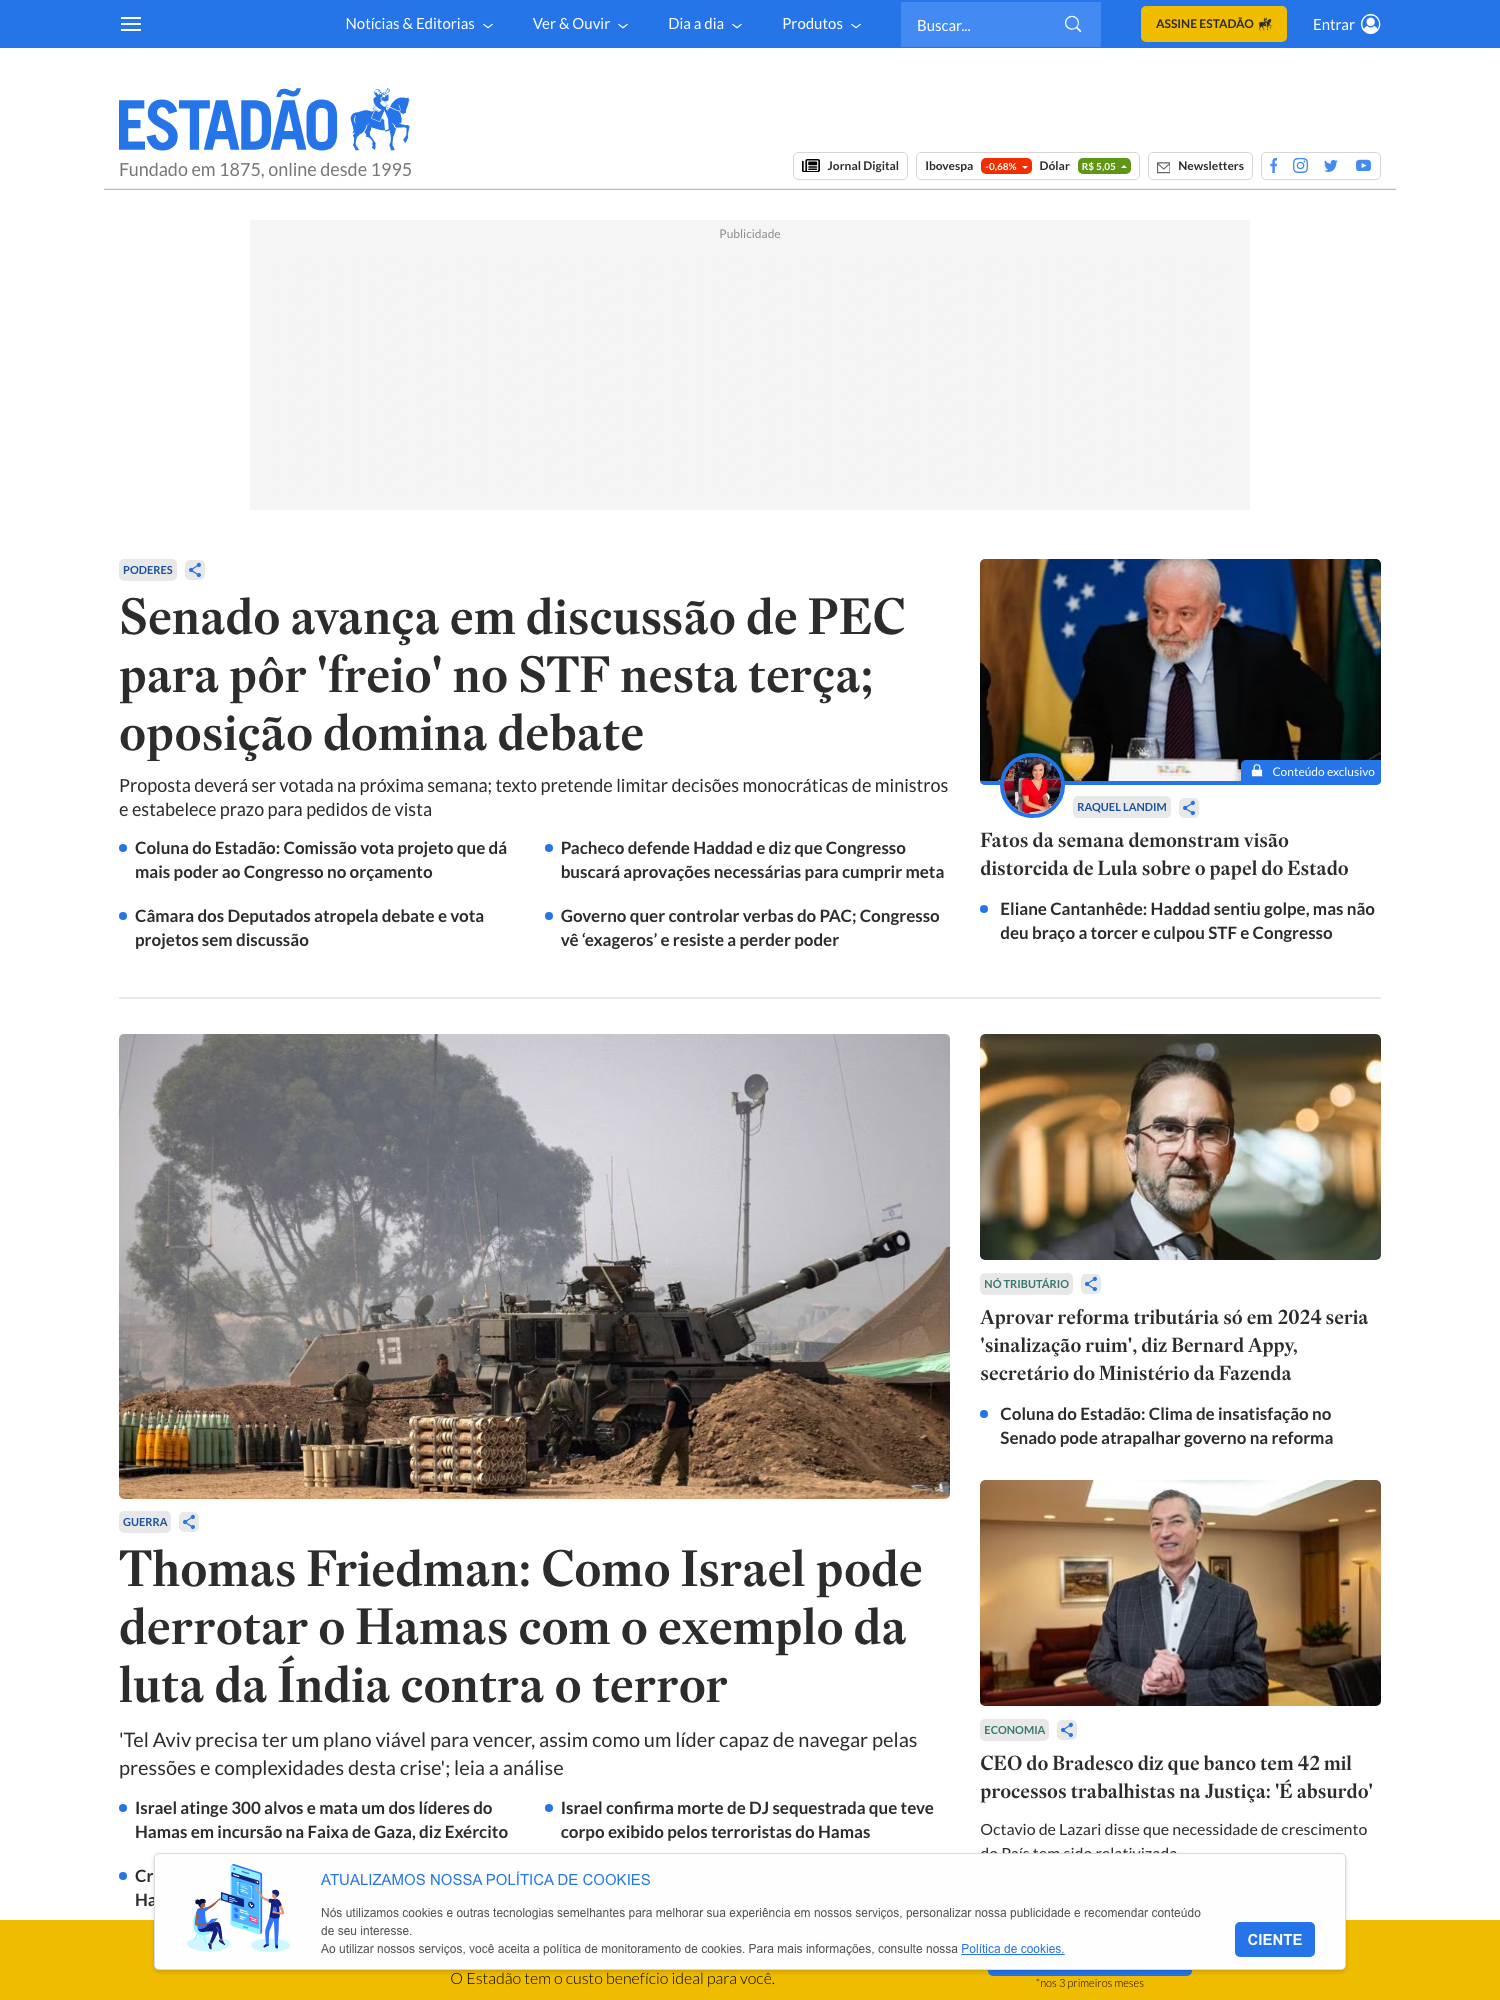 Notícias & Editorias
Ver & Ouvir
Dia a dia
Produtos
Buscar...
ASSINE ESTADÃO
Entrar
ESTADÃO
Fundado em 1875, online desde 1995
Jornal Digital
Ibovespa -0,68% Dólar R$ 5,05
Newsletters
Publicidade
PODERES
Senado avança em discussão de PEC
para pôr 'freio' no STF nesta terça;
oposição domina debate
Proposta deverá ser votada na próxima semana; texto pretende limitar decisões monocráticas de ministros
e estabelece prazo para pedidos de vista
Coluna do Estadão: Comissão vota projeto que dá
mais poder ao Congresso no orçamento
Pacheco defende Haddad e diz que Congresso
buscará aprovações necessárias para cumprir meta
Câmara dos Deputados atropela debate e vota
projetos sem discussão
Governo quer controlar verbas do PAC; Congresso
vê ‘exageros’ e resiste a perder poder
Conteúdo exclusivo
RAQUEL LANDIM
Fatos da semana demonstram visão
distorcida de Lula sobre o papel do Estado
Eliane Cantanhêde: Haddad sentiu golpe, mas não
deu braço a torcer e culpou STF e Congresso
13
GUERRA
Thomas Friedman: Como Israel pode
derrotar o Hamas com o exemplo da
luta da Índia contra o terror
'Tel Aviv precisa ter um plano viável para vencer, assim como um líder capaz de navegar pelas
pressões e complexidades desta crise'; leia a análise
Israel atinge 300 alvos e mata um dos líderes do
Hamas em incursão na Faixa de Gaza, diz Exército
Israel confirma morte de DJ sequestrada que teve
corpo exibido pelos terroristas do Hamas
Cr
Ha
NÓ TRIBUTÁRIO
Aprovar reforma tributária só em 2024 seria
'sinalização ruim', diz Bernard Appy,
secretário do Ministério da Fazenda
Coluna do Estadão: Clima de insatisfação no
Senado pode atrapalhar governo na reforma
ECONOMIA
CEO do Bradesco diz que banco tem 42 mil
processos trabalhistas na Justiça: 'É absurdo'
Octavio de Lazari disse que necessidade de crescimento
do País tem sido relativizada
ATUALIZAMOS NOSSA POLÍTICA DE COOKIES
Nós utilizamos cookies e outras tecnologias semelhantes para melhorar sua experiência em nossos serviços, personalizar nossa publicidade e recomendar conteúdo
de seu interesse.
Ao utilizar nossos serviços, você aceita a política de monitoramento de cookies. Para mais informações, consulte nossa Política de cookies.
CIENTE
O Estadão tem o custo benefício ideal para você.
*nos 3 primeiros meses